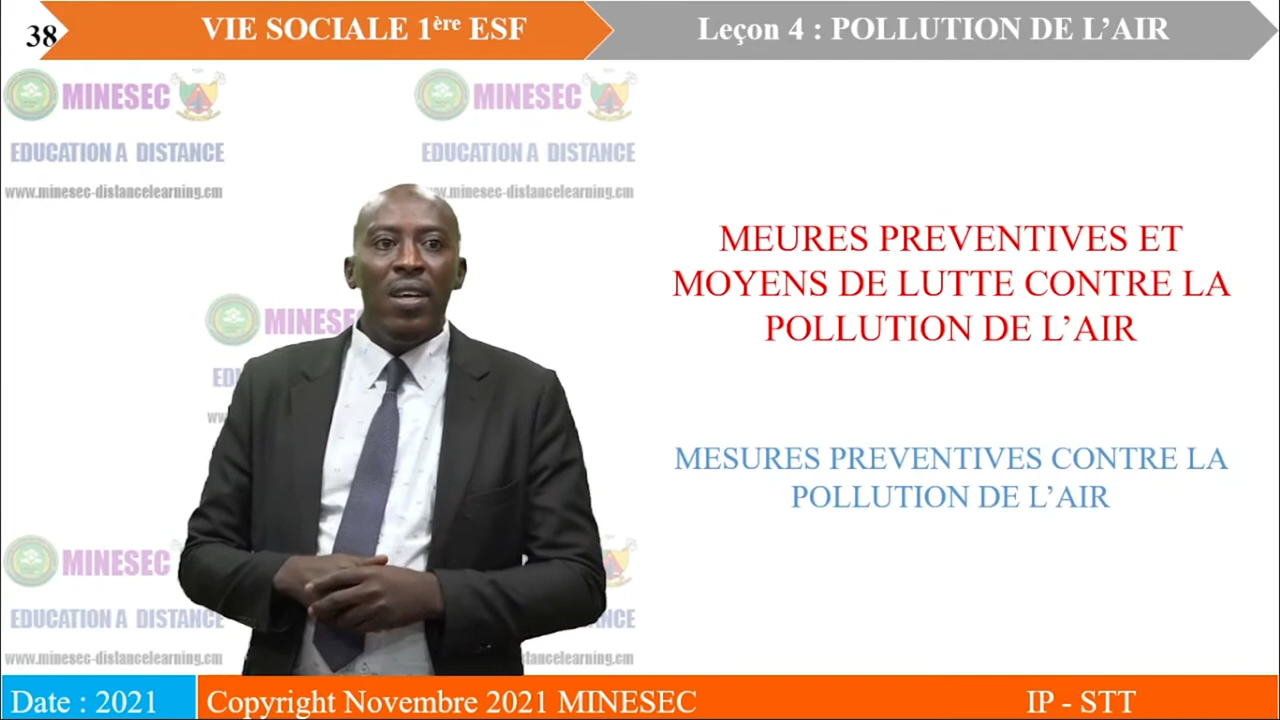 38
VIE SOCIALE 1ère ESF
Leçon 4 : POLLUTION DE L’AIR
MINESEC
EDUCATION A DISTANCE
www.minesec-distancelearning.cm
MINESEC
EDUCATION A DISTANCE
www.minesec-distancelearning.cm
MEURES PREVENTIVES ET
MOYENS DE LUTTE CONTRE LA
POLLUTION DE L’AIR
MINESEC
MESURES PREVENTIVES CONTRE LA
POLLUTION DE L’AIR
MINESEC
EDUCATION A DISTANCE
www.minesec-distancelearning.cm
Date : 2021
Copyright Novembre 2021 MINESEC
IP - STT